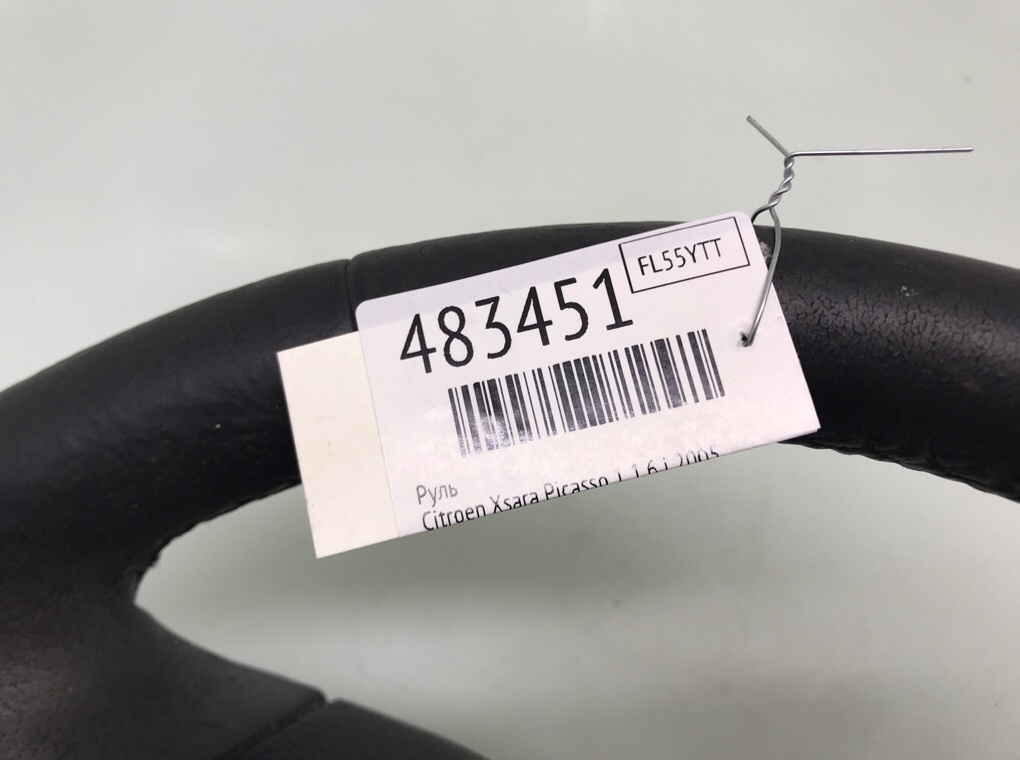 FL55YTT
483451
Руль
Citroen Xsara Picasso 1 1.6 i 2005